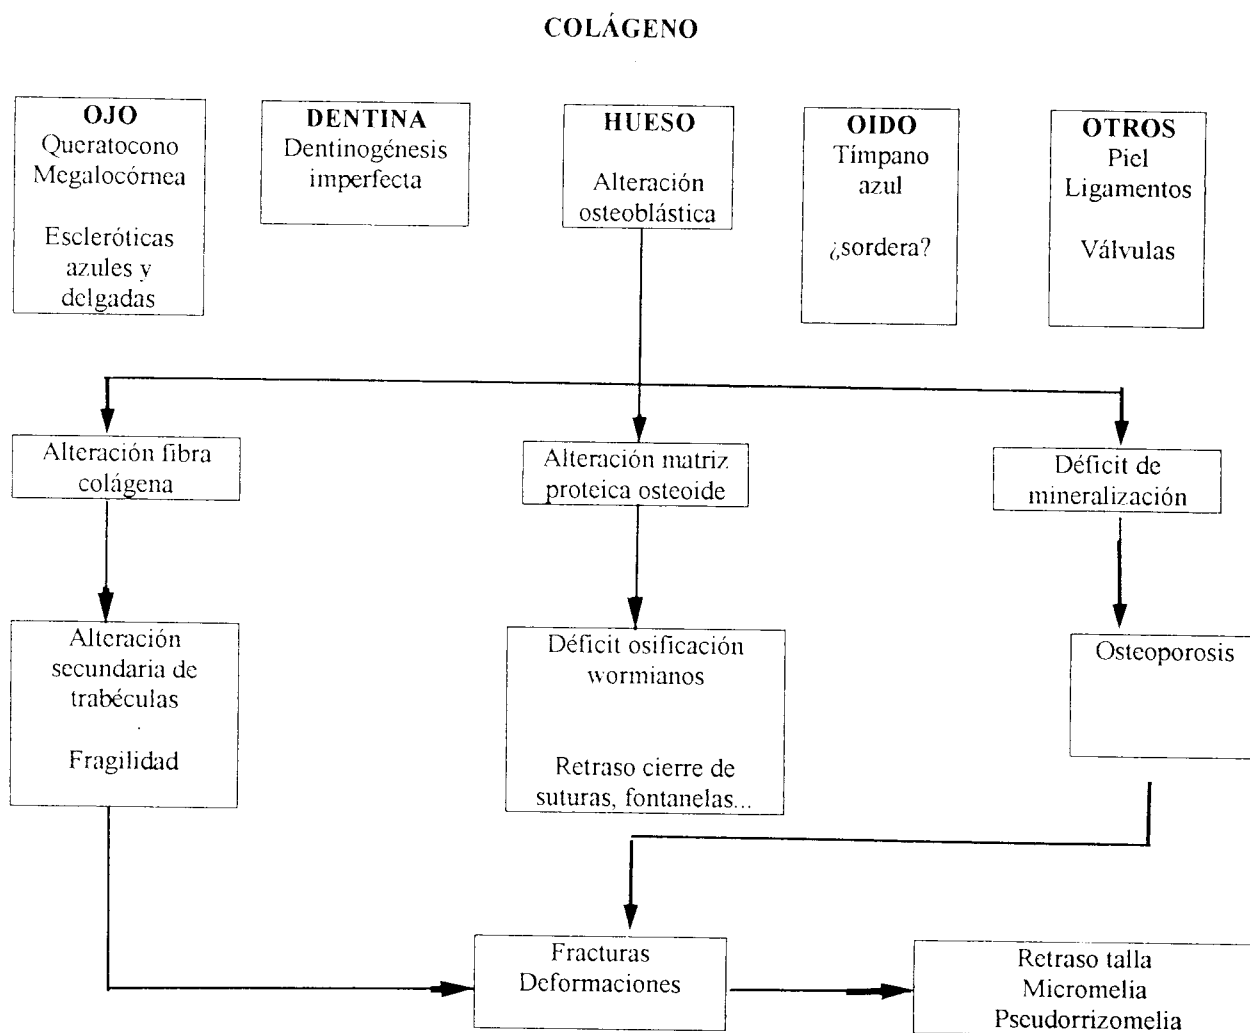 COLÁGENO
OJO
Queratocono
Megalocórnea
Escleróticas
azules y
delgadas
DENTINA
Dentinogénesis
imperfecta
HUESO
Alteración
osteoblástica
OIDO
Tímpano
azul
¿sordera?
OTROS
Piel
Ligamentos
Válvulas
Alteración fibra
colágena
Alteración matriz
proteica osteoide
Déficit de
mineralización
Alteración
secundaria de
trabéculas
Fragilidad
Déficit osificación
wormianos
Retraso cierre de
suturas, fontanelas...
Osteoporosis
Fracturas
Deformaciones
Retraso talla
Micromelia
Pseudorrizomelia